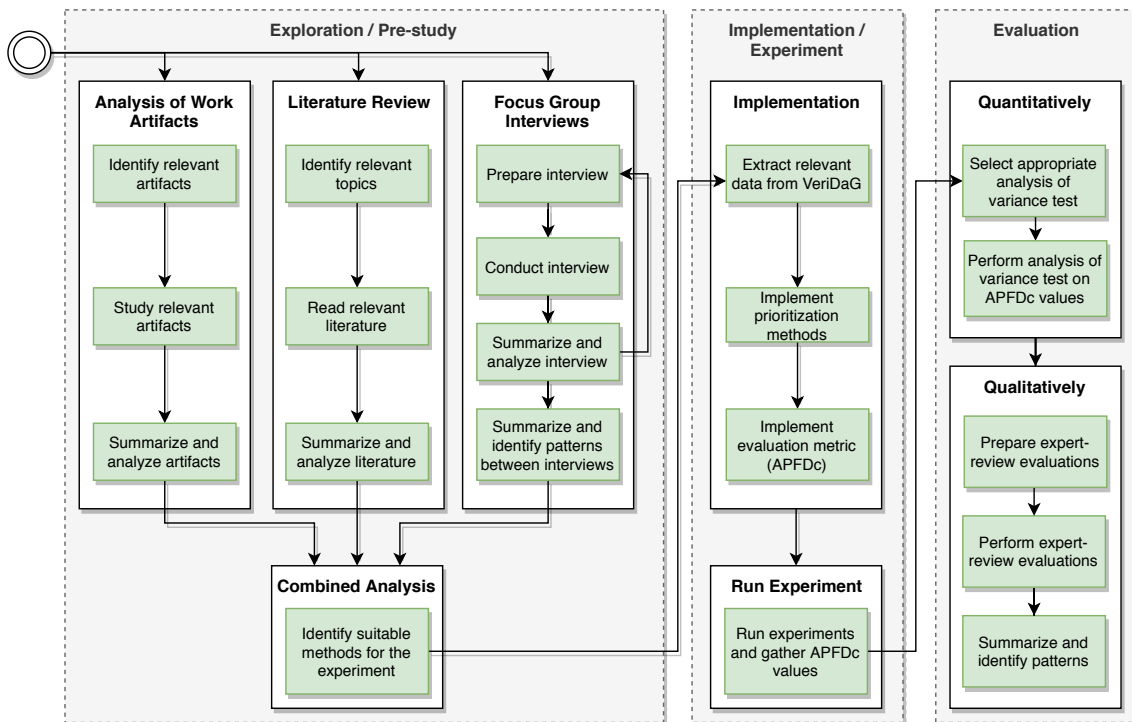 Exploration / Pre-study
Analysis of Work
Artifacts
Identify relevant
artifacts
Study relevant
artifacts
Summarize and
analyze artifacts
Literature Review
Identify relevant
topics
Read relevant
literature
Summarize and
analyze literature
Focus Group
Interviews
Prepare interview
Conduct interview
Summarize and
analyze interview
Summarize and
identify patterns
between interviews
Combined Analysis
Identify suitable
methods for the
experiment
Implementation /
Experiment
Implementation
Extract relevant
data from VeriDaG
Implement
prioritization
methods
Implement
evaluation metric
(APFDc)
Run Experiment
Run experiments
and gather APFDc
values
Evaluation
Quantitatively
Select appropriate
analysis of
variance test
Perform analysis of
variance test on
APFDc values
Qualitatively
Prepare expert-
review evaluations
Perform expert-
review evaluations
Summarize and
identify patterns